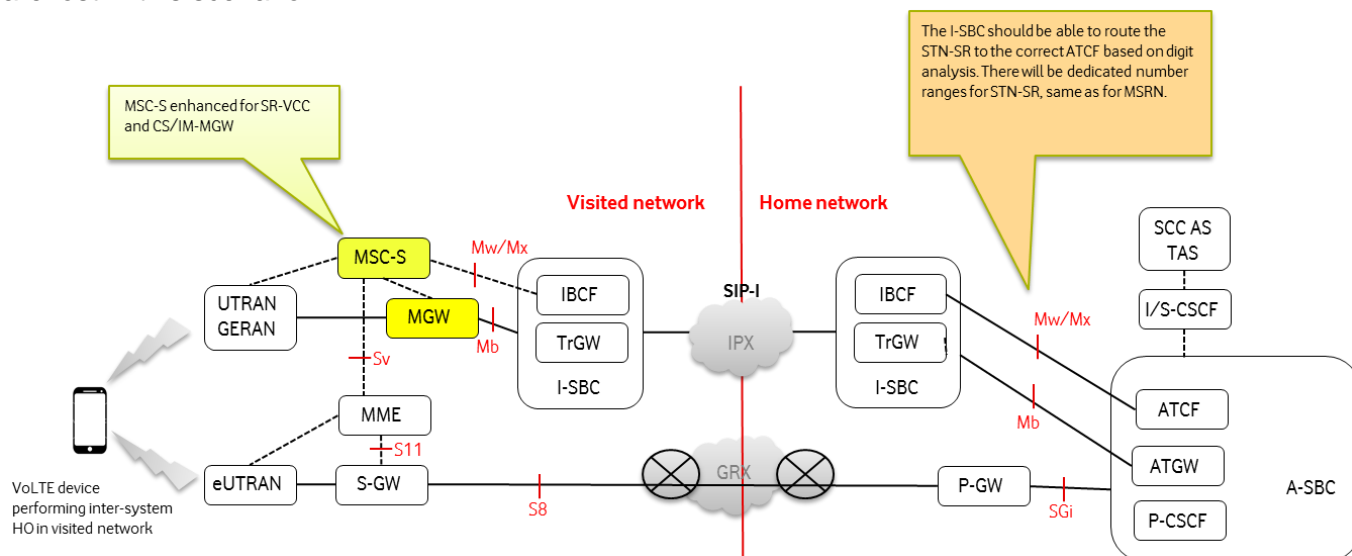 MSC-S enhanced for SR-VCC
and CS/IM-MGW
The I-SBC should be able to route the
STN-SR to the correct ATCF based on digit
analysis. There will be dedicated number
ranges for STN-SR, same as for MSRN.
Visited network
Home network
SCC AS
TAS
MSC-S
Mw/Mx
SIP-I
UTRAN
GERAN
MGW
Mb
IBCF
TrGW
I-SBC
IPX
IBCF
TrGW
I-SBC
I/S-CSCF
Mw/Mx
Mb
Sv
MME
S11
ATCF
ATGW
P-CSCF
A-SBC
eUTRAN
S-GW
S8
GRX
P-GW
SGi
VoLTE device
performing inter-system
HO in visited network